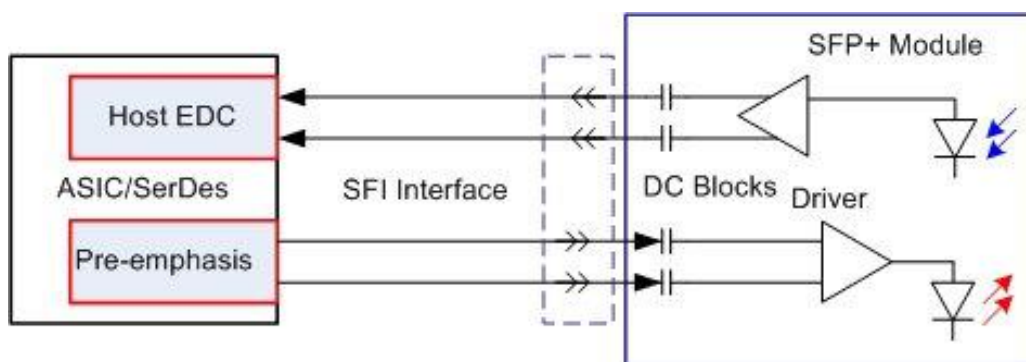 SFP+ Module
Host EDC
ASIC/SerDes
SFI Interface
DC Blocks
Driver
Pre-emphasis